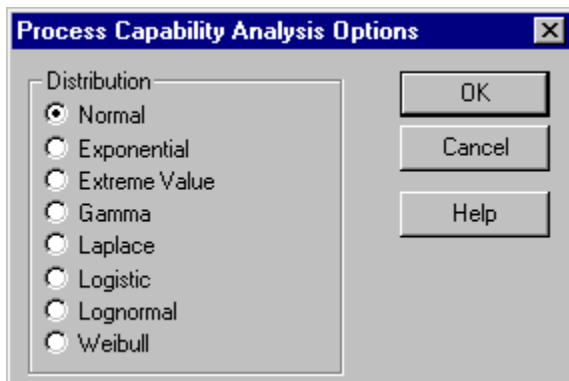 Process Capability Analysis Options
Distribution
Normal
Exponential
Extreme Value
Gamma
Laplace
Logistic
Lognormal
Weibull
OK
Cancel
Help